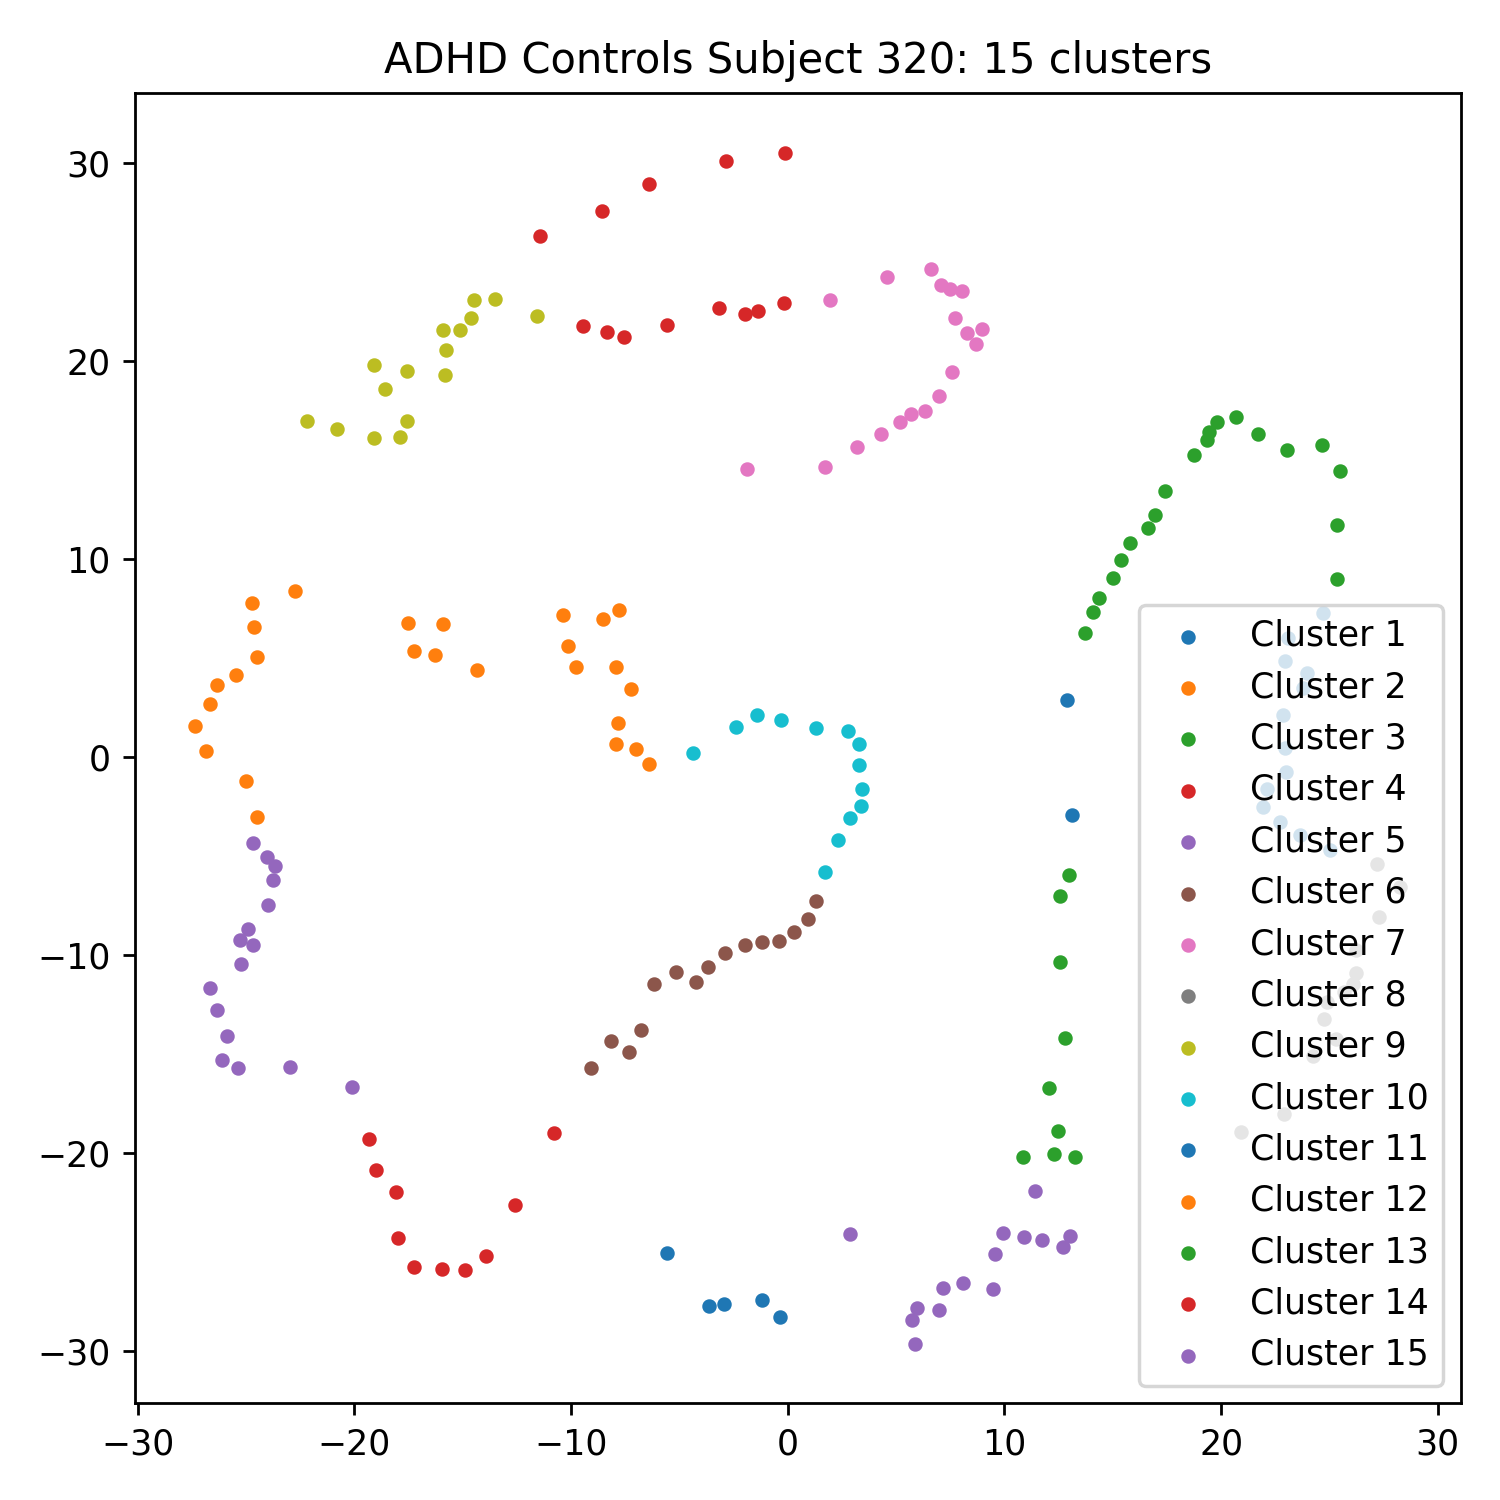 ADHD Controls Subject 320: 15 clusters
30
20
10
0
−10
−20
−30
−30
−20
−10
0
10
20
30
Cluster 1
Cluster 2
Cluster 3
Cluster 4
Cluster 5
Cluster 6
Cluster 7
Cluster 8
Cluster 9
Cluster 10
Cluster 11
Cluster 12
Cluster 13
Cluster 14
Cluster 15